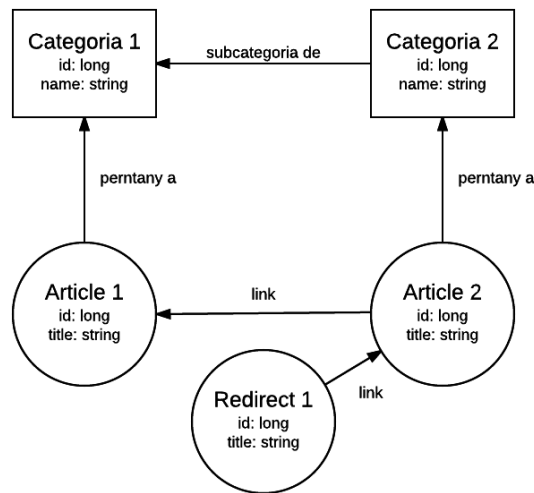 Categoria 1
id: long
name: string
subcategoria de
Categoria 2
id: long
name: string
perntany a
perntany a
Article 1
id: long
title: string
link
Article 2
id: long
title: string
Redirect 1
id: long
title: string
link